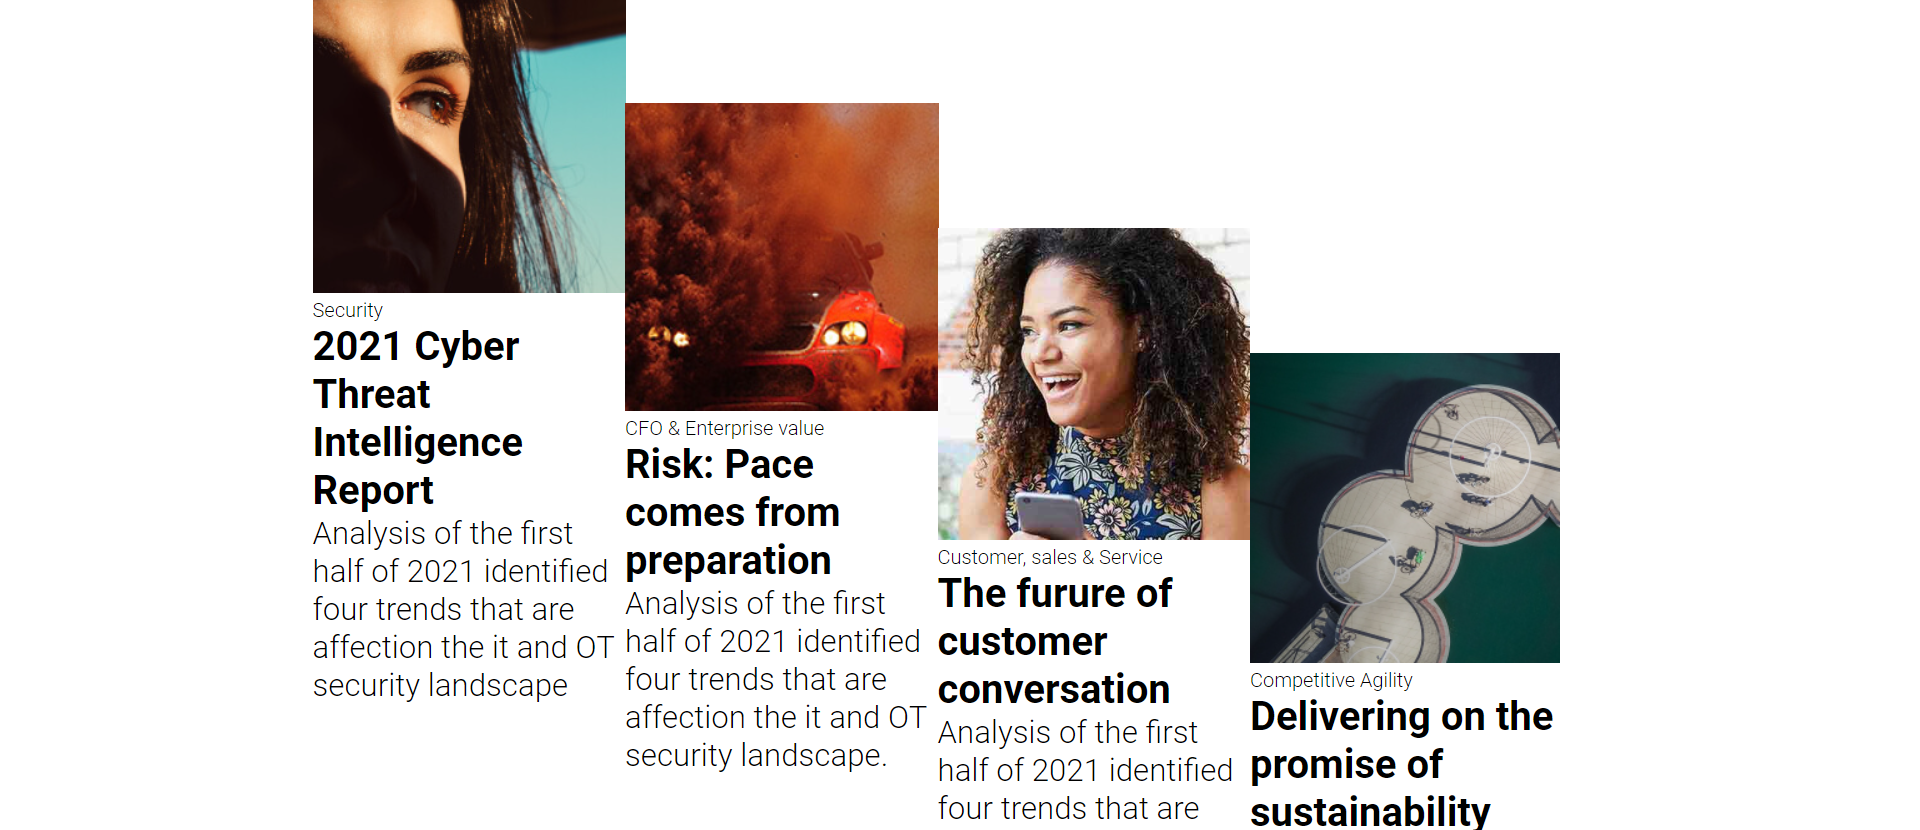 Security
2021 Cyber
Threat
Intelligence
Report
Analysis of the first
half of 2021 identified
four trends that are
affection the it and OT
security landscape
CFO & Enterprise value
Risk: Pace
comes from
preparation
Analysis of the first
half of 2021 identified
four trends that are
affection the it and OT
security landscape.
Customer, sales & Service
The furure of
customer
conversation
Analysis of the first
half of 2021 identified
four trends that are
Competitive Agility
Delivering on the
promise of
sustainability